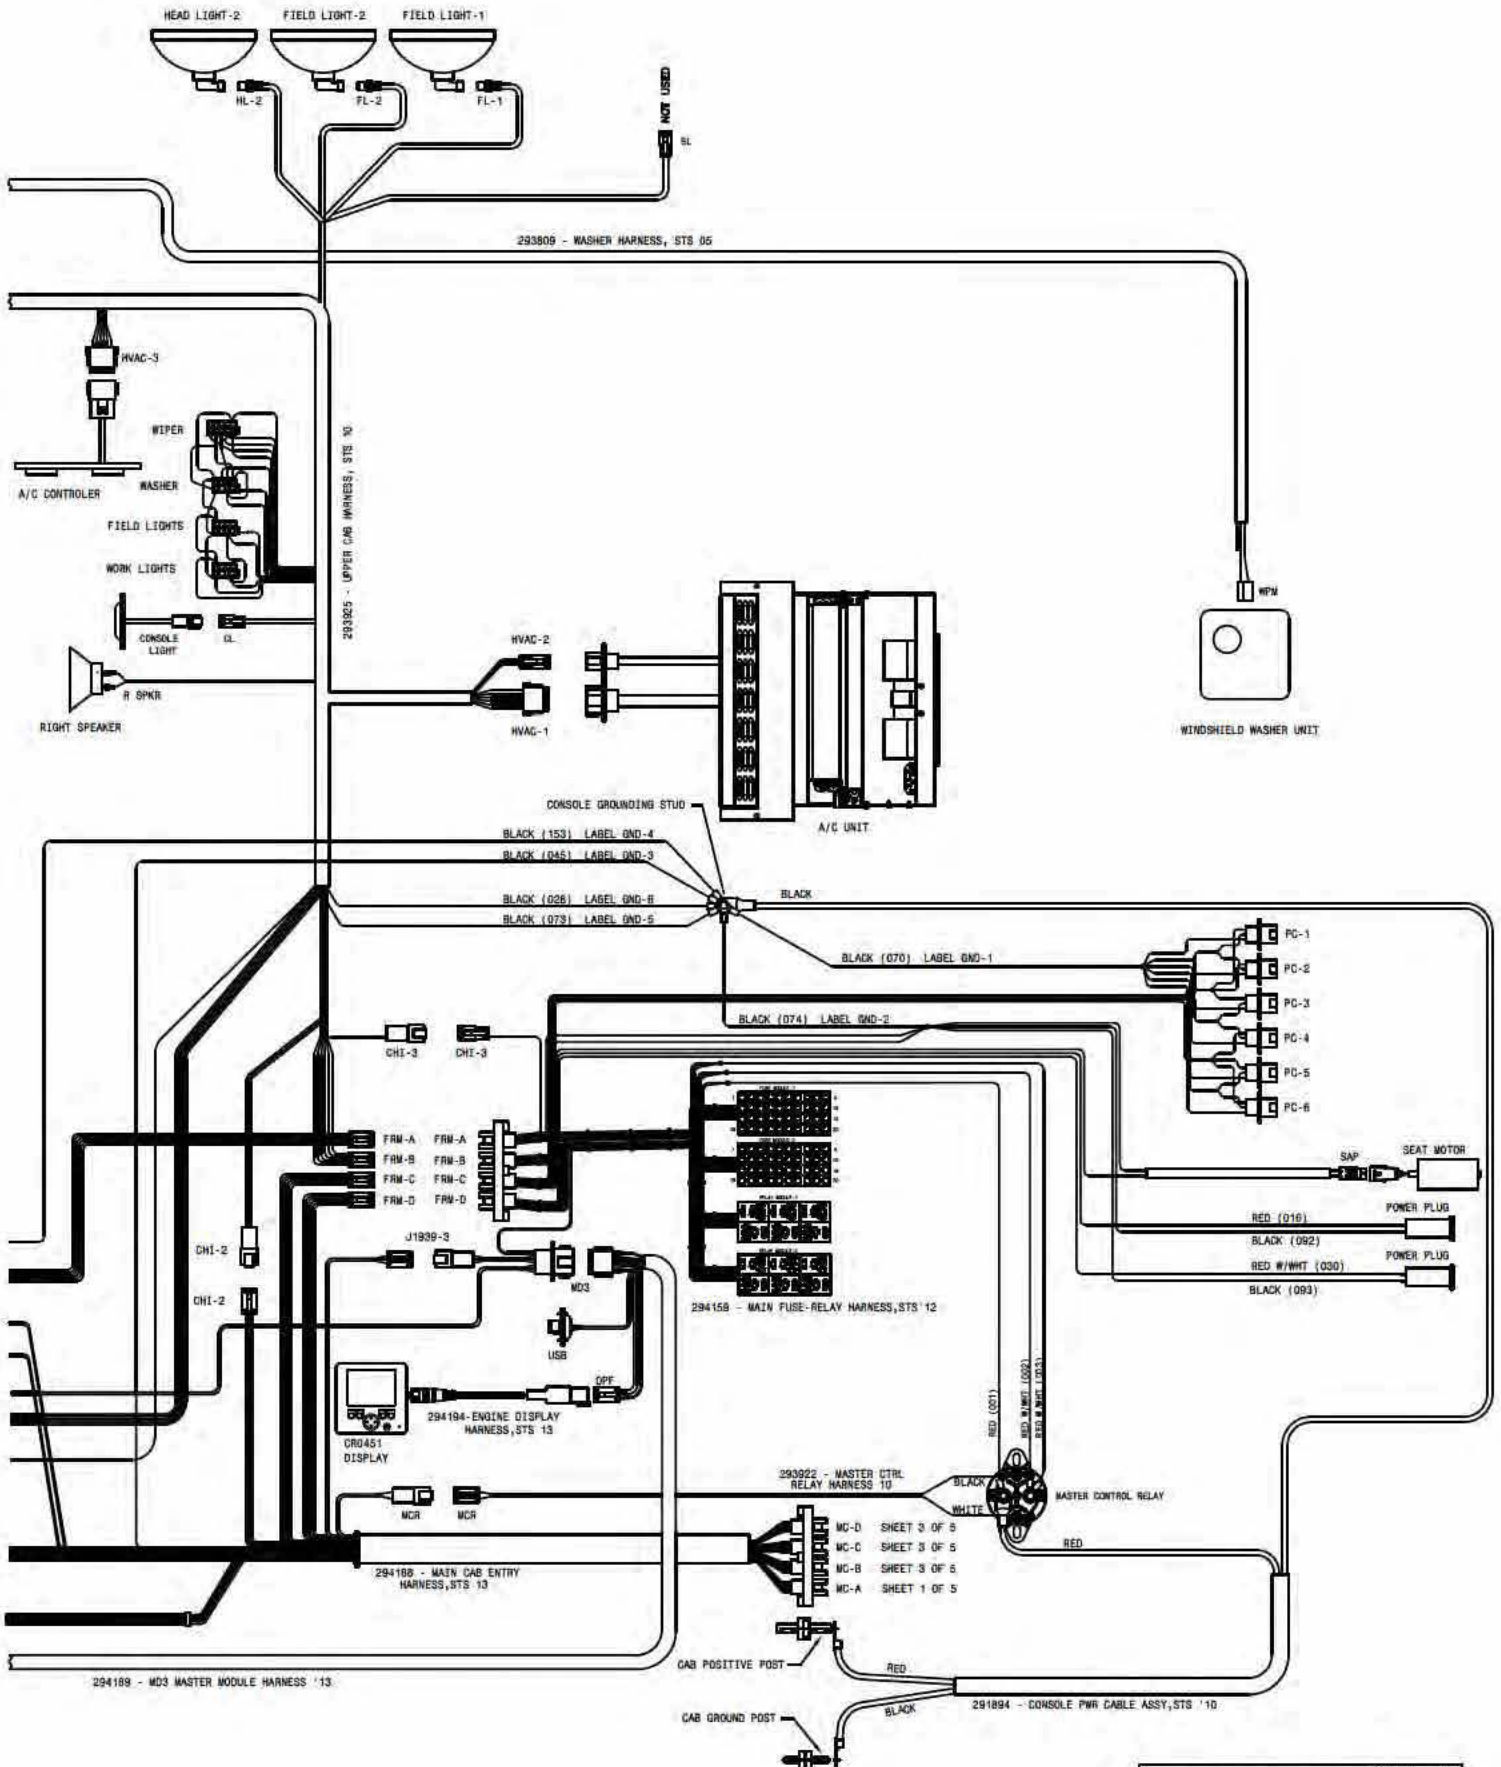 HEAD LIGHT-2
FIELD LIGHT-2
FIELD LIGHT-1
HL-2
FL-2
FL-1
NOT USED
293809 - WASHER HARNESS, STS 05
HVAC-3
A/C CONTROLER
WIPER
WASHER
FIELD LIGHTS
WORK LIGHTS
293925 - UPPER CAB HARNESS, STS 10
CONSOLE
LIGHT
CL
R SPKR
RIGHT SPEAKER
HVAC-2
HVAC-1
A/C UNIT
WPM
WINDSHIELD WASHER UNIT
CONSOLE GROUNDING STUD
BLACK (153) LABEL GND-4
BLACK (045) LABEL GND-3
BLACK (026) LABEL GND-6
BLACK (073) LABEL GND-5
BLACK
BLACK (070) LABEL GND-1
BLACK (074) LABEL GND-2
PC-1
PC-2
PC-3
PC-4
PC-5
PC-6
CHI-3
CHI-3
FRM-A FRM-A
FRM-B FRM-B
FRM-C FRM-C
FRM-D FRM-D
SAP
SEAT MOTOR
POWER PLUG
RED (016)
BLACK (092)
POWER PLUG
RED W/WHT (030)
BLACK (093)
CHI-2
CHI-2
J1939-3
MD3
USB
DPF
294159 - MAIN FUSE-RELAY HARNESS,STS'12
294194-ENGINE DISPLAY
HARNESS,STS 13
CR0451
DISPLAY
RED (001)
RED W/WHT (002)
RED W/WHT (003)
293922 - MASTER CTRL
RELAY HARNESS 10
BLACK
WHITE
MASTER CONTROL RELAY
MCR
MCR
RED
MC-D SHEET 3 OF 5
MC-C SHEET 3 OF 5
MC-B SHEET 3 OF 5
MC-A SHEET 1 OF 5
294188 - MAIN CAB ENTRY
HARNESS,STS 13
CAB POSITIVE POST
RED
BLACK
CAB GROUND POST
291894 - CONSOLE PWR CABLE ASSY,STS '10
294189 - MD3 MASTER MODULE HARNESS '13